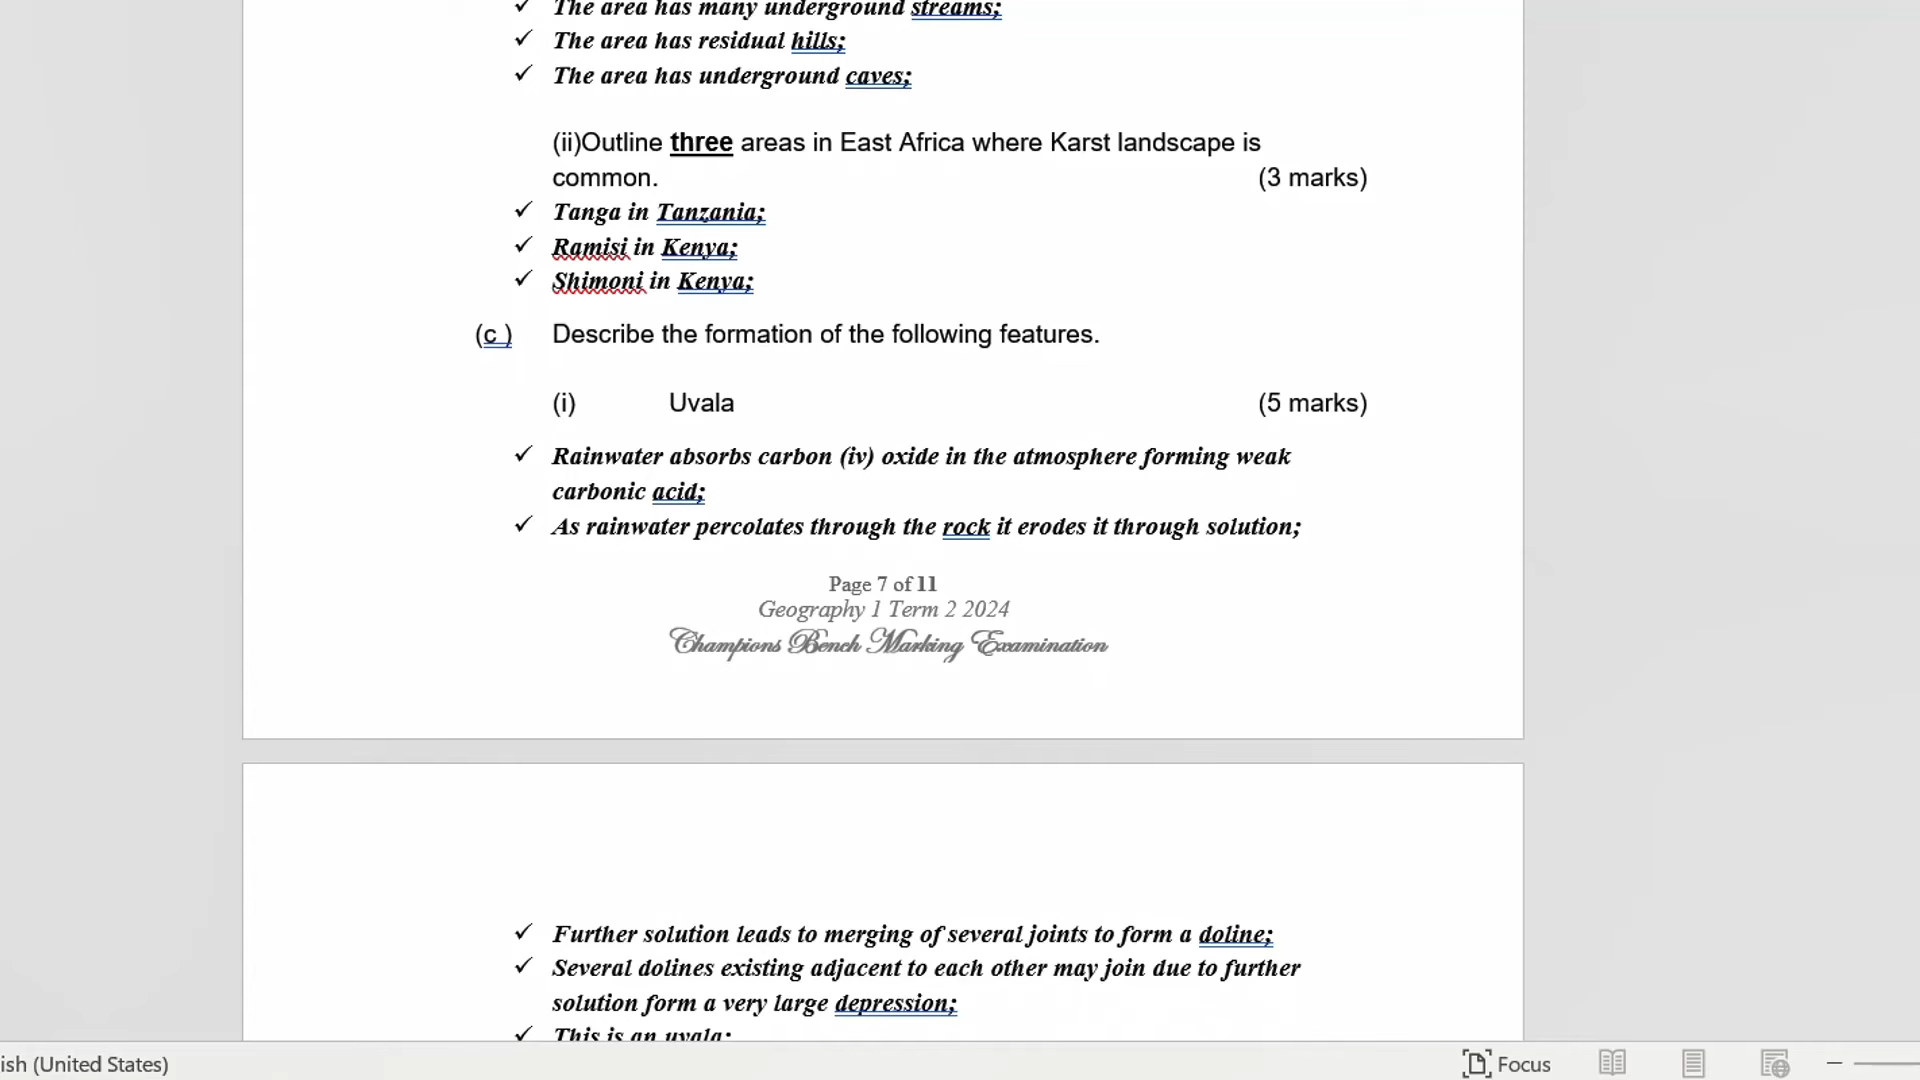 ✓ The area has many underground streams;
✓ The area has residual hills;
✓ The area has underground caves;
(ii)Outline three areas in East Africa where Karst landscape is
common. (3 marks)
✓ Tanga in Tanzania;
✓ Ramisi in Kenya;
✓ Shimoni in Kenya;
(c ) Describe the formation of the following features.
(i) Uvala (5 marks)
✓ Rainwater absorbs carbon (iv) oxide in the atmosphere forming weak
carbonic acid;
✓ As rainwater percolates through the rock it erodes it through solution;
Page 7 of 11
Geography 1 Term 2 2024
Champions Bench Marking Examination
✓ Further solution leads to merging of several joints to form a doline;
✓ Several dolines existing adjacent to each other may join due to further
solution form a very large depression;
✓ This is an uvala;
ish (United States) Focus